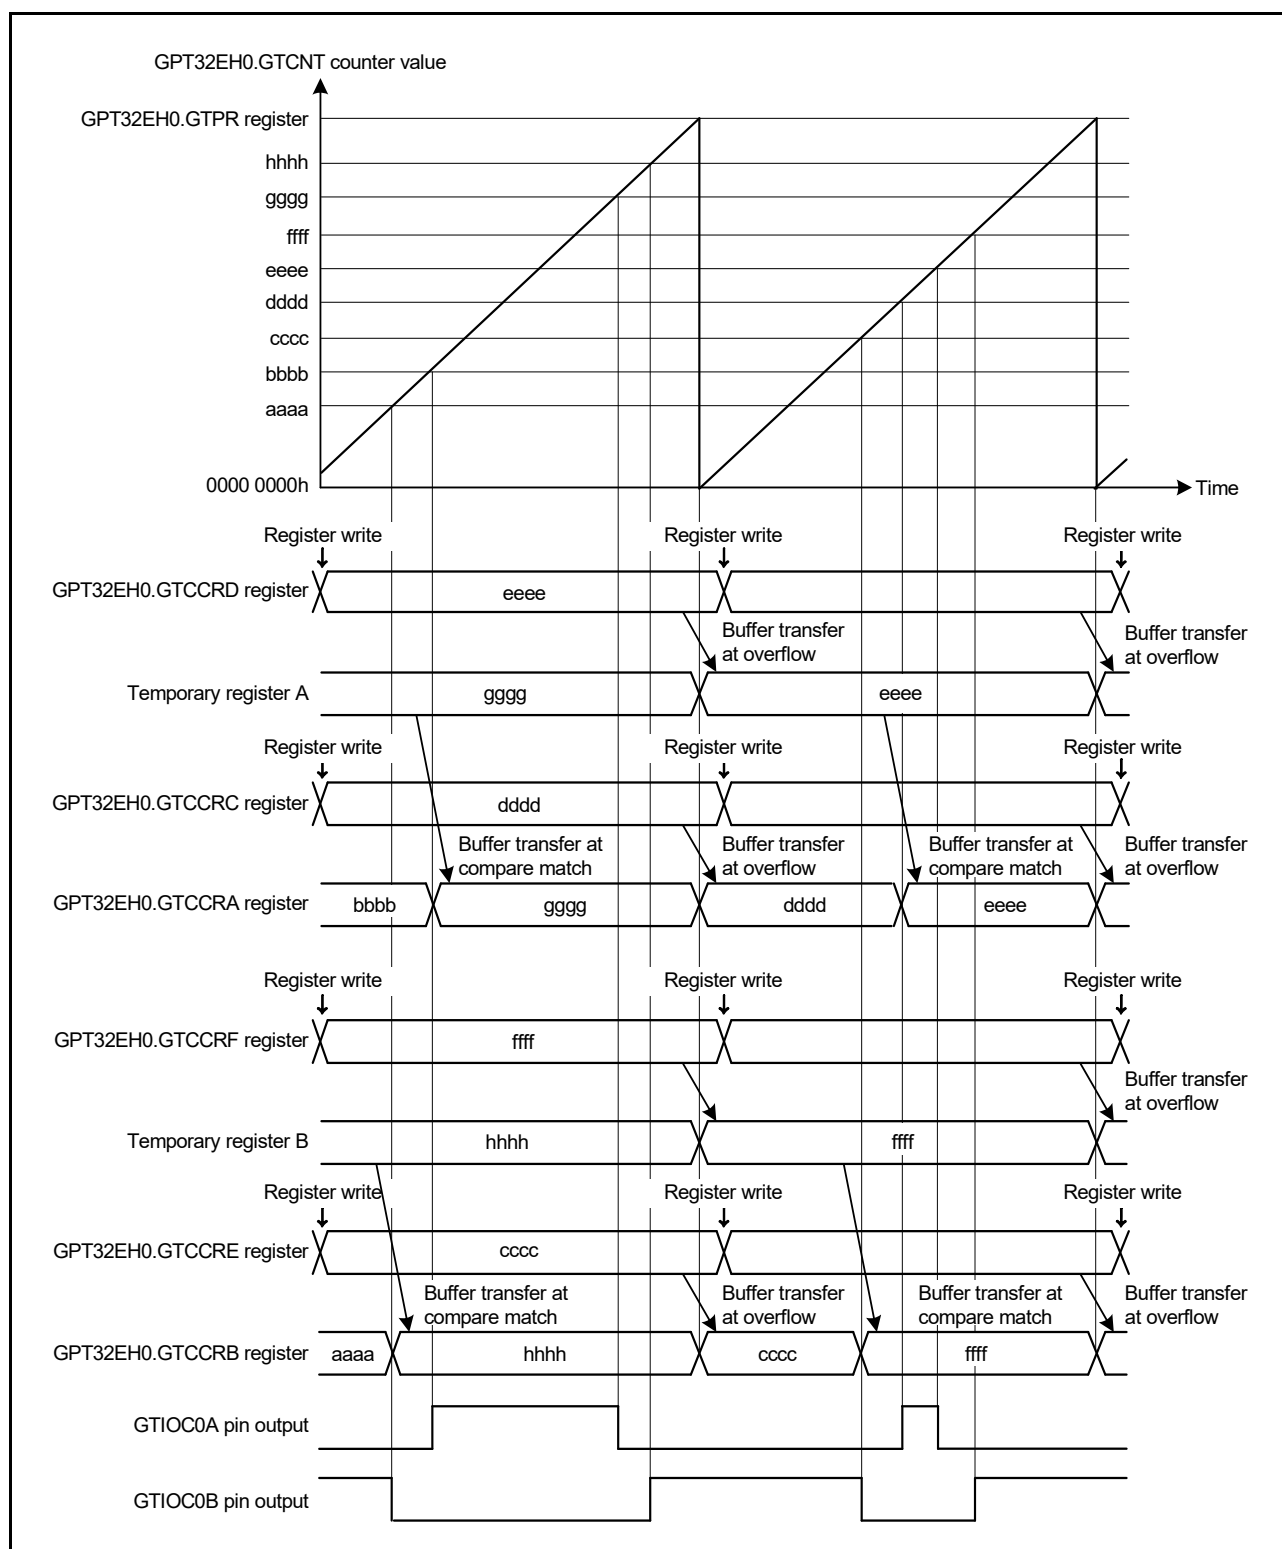 GPT32EH0.GTCNT counter value
GPT32EH0.GTPR register
hhhh
gggg
ffff
eeee
dddd
cccc
bbbb
aaaa
0000 0000h
Time
Register write Register write Register write
GPT32EH0.GTCCRD register eeee
Buffer transfer
at overflow
Buffer transfer
at overflow
Temporary register A gggg eeee
Register write Register write Register write
GPT32EH0.GTCCRC register dddd
Buffer transfer at
compare match
Buffer transfer
at overflow
Buffer transfer at
compare match
Buffer transfer
at overflow
GPT32EH0.GTCCRA register bbbb gggg dddd eeee
Register write Register write Register write
GPT32EH0.GTCCRF register ffff
Buffer transfer
at overflow
Temporary register B hhhh ffff
Register write Register write Register write
GPT32EH0.GTCCRE register cccc
Buffer transfer at
compare match
Buffer transfer
at overflow
Buffer transfer at
compare match
Buffer transfer
at overflow
GPT32EH0.GTCCRB register aaaa hhhh cccc ffff
GTIOC0A pin output
GTIOC0B pin output